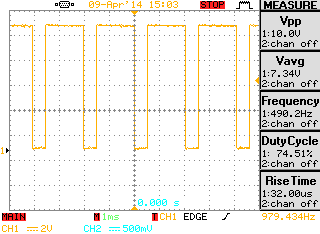 09-Apr'14 15:03 STOP MEASURE
Vpp
1:10.0V
2:chan off
Vavg
1:7.34V
2:chan off
Frequency
1:490.2Hz
2:chan off
DutyCycle
1: 74.51%
2:chan off
RiseTime
1:32.00us
2:chan off
1
0.000 s
MAIN M 1ms T CH1 EDGE 979.434Hz
CH1 2V CH2 500mV